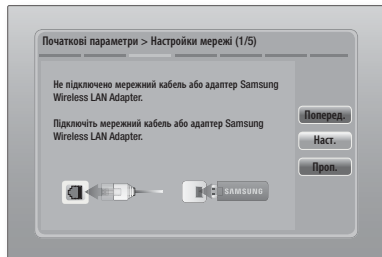 Початкові параметри > Настройки мережі (1/5)
Не підключено мережний кабель або адаптер Samsung
Wireless LAN Adapter.
Підключіть мережний кабель або адаптер Samsung
Wireless LAN Adapter.
Поперед.
Наст.
Проп.
SAMSUNG